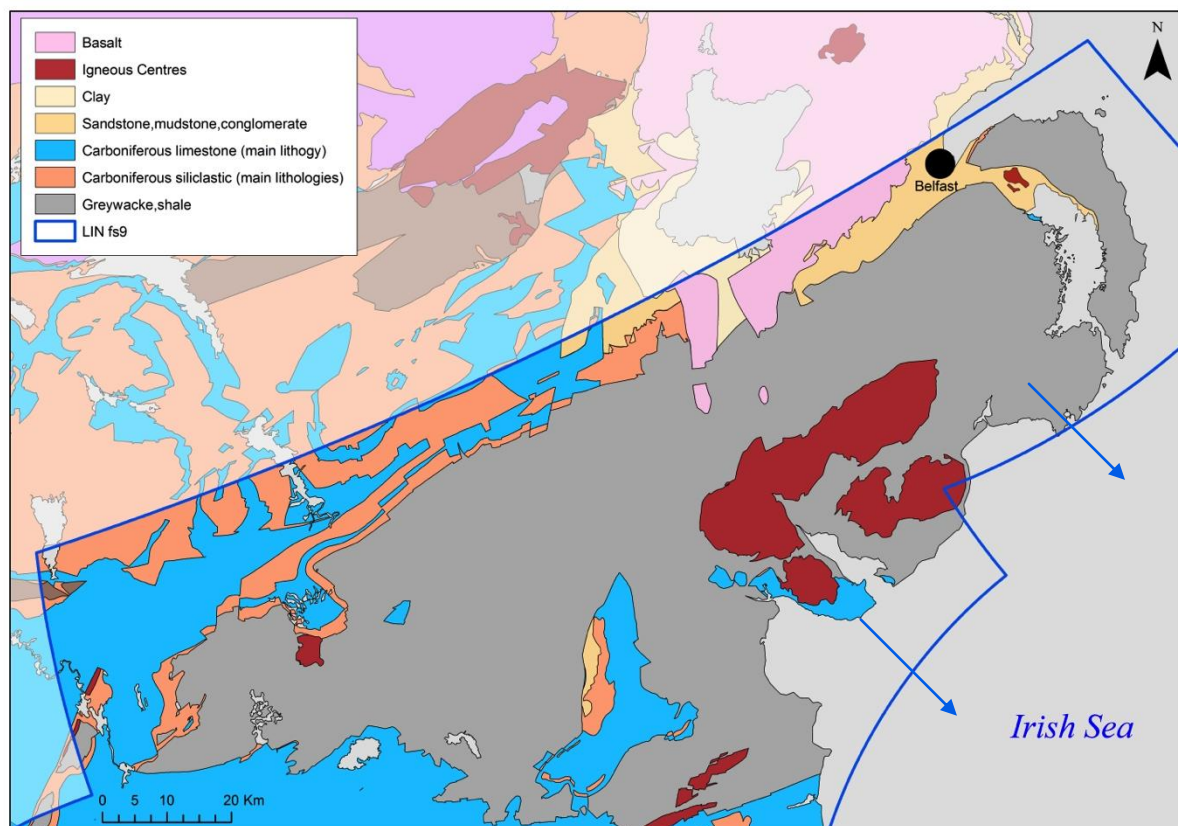 Basalt
Igneous Centres
Clay
Sandstone,mudstone,conglomerate
Carboniferous limestone (main lithogy)
Carboniferous siliclastic (main lithologies)
Greywacke,shale
LIN fs9
N
Belfast
Irish Sea
0 5 10 20 Km